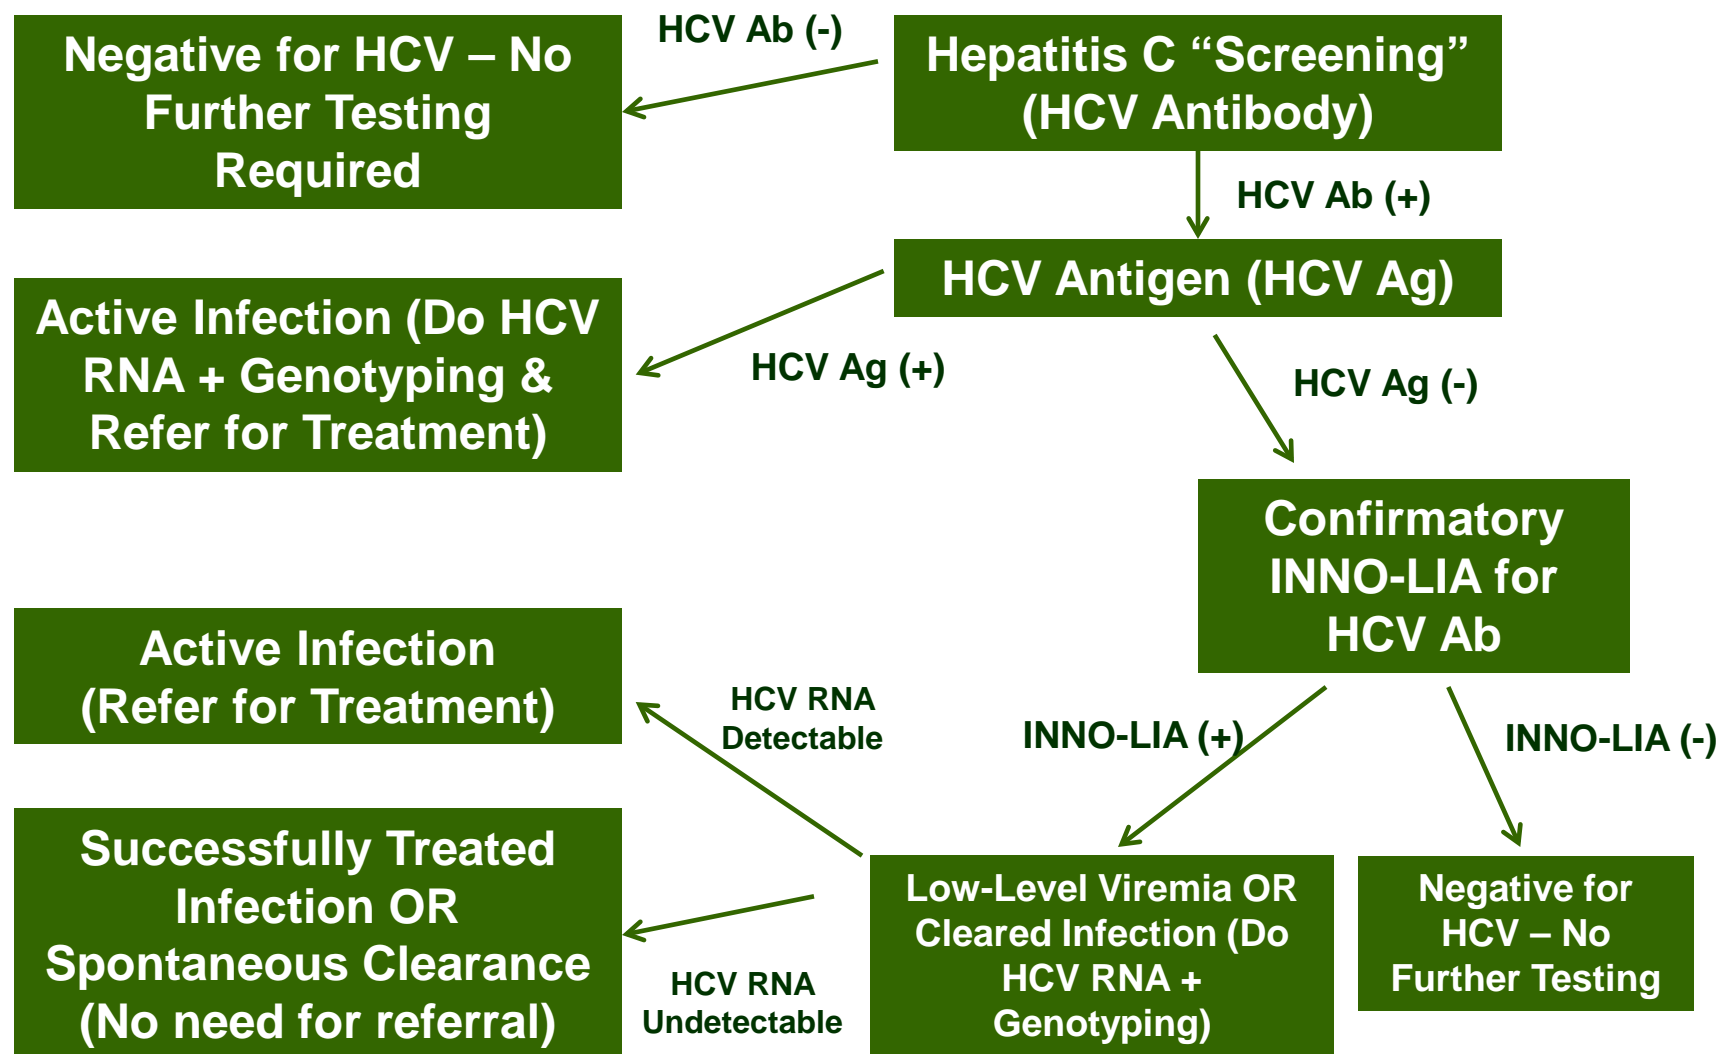 HCV Ab (-)
Negative for HCV – No
Further Testing
Required
Hepatitis C “Screening”
(HCV Antibody)
HCV Ab (+)
HCV Antigen (HCV Ag)
Active Infection (Do HCV
RNA + Genotyping &
Refer for Treatment)
HCV Ag (+)
HCV Ag (-)
Confirmatory
INNO-LIA for
HCV Ab
Active Infection
(Refer for Treatment)
HCV RNA
Detectable
INNO-LIA (+)
INNO-LIA (-)
Successfully Treated
Infection OR
Spontaneous Clearance
(No need for referral)
HCV RNA
Undetectable
Low-Level Viremia OR
Cleared Infection (Do
HCV RNA +
Genotyping)
Negative for
HCV – No
Further Testing